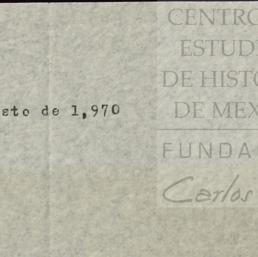 CENTRO
ESTUD
DE HISTO
DE MEX
sto de 1,970
FUNDA
Carlos